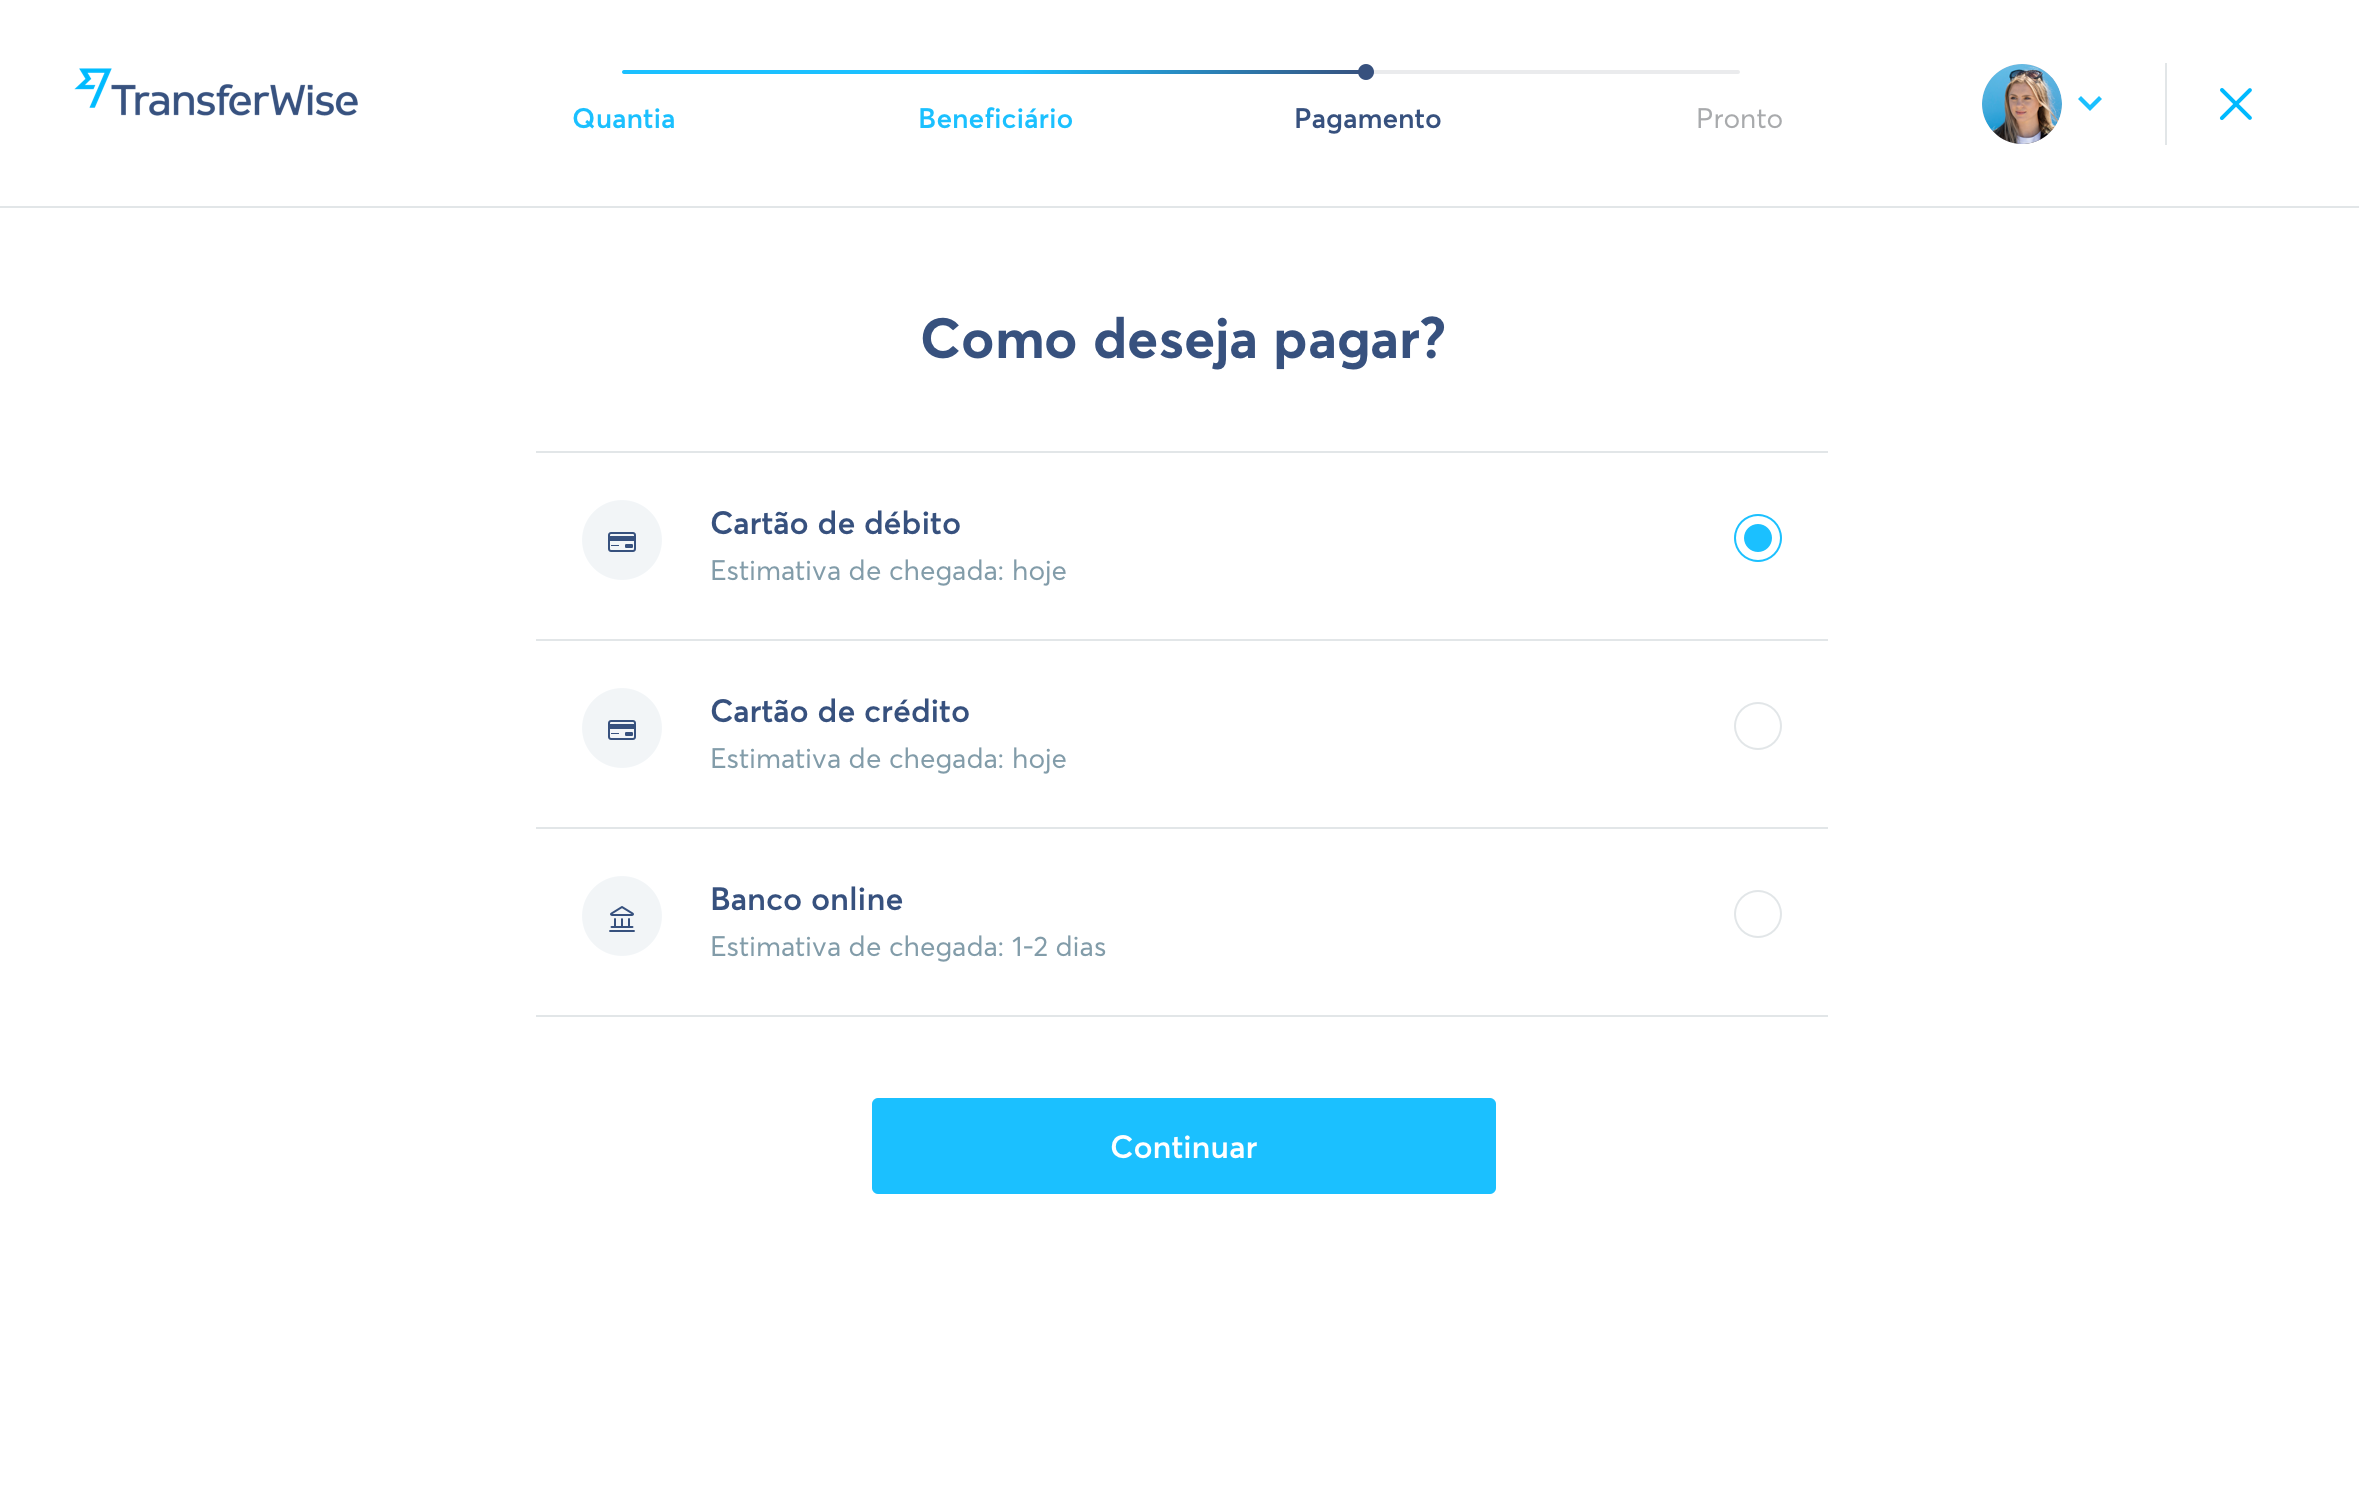 TransferWise
Quantia
Beneficiário
Pagamento
Pronto
Como deseja pagar?
Cartão de débito
Estimativa de chegada: hoje
Cartão de crédito
Estimativa de chegada: hoje
Banco online
Estimativa de chegada: 1-2 dias
Continuar